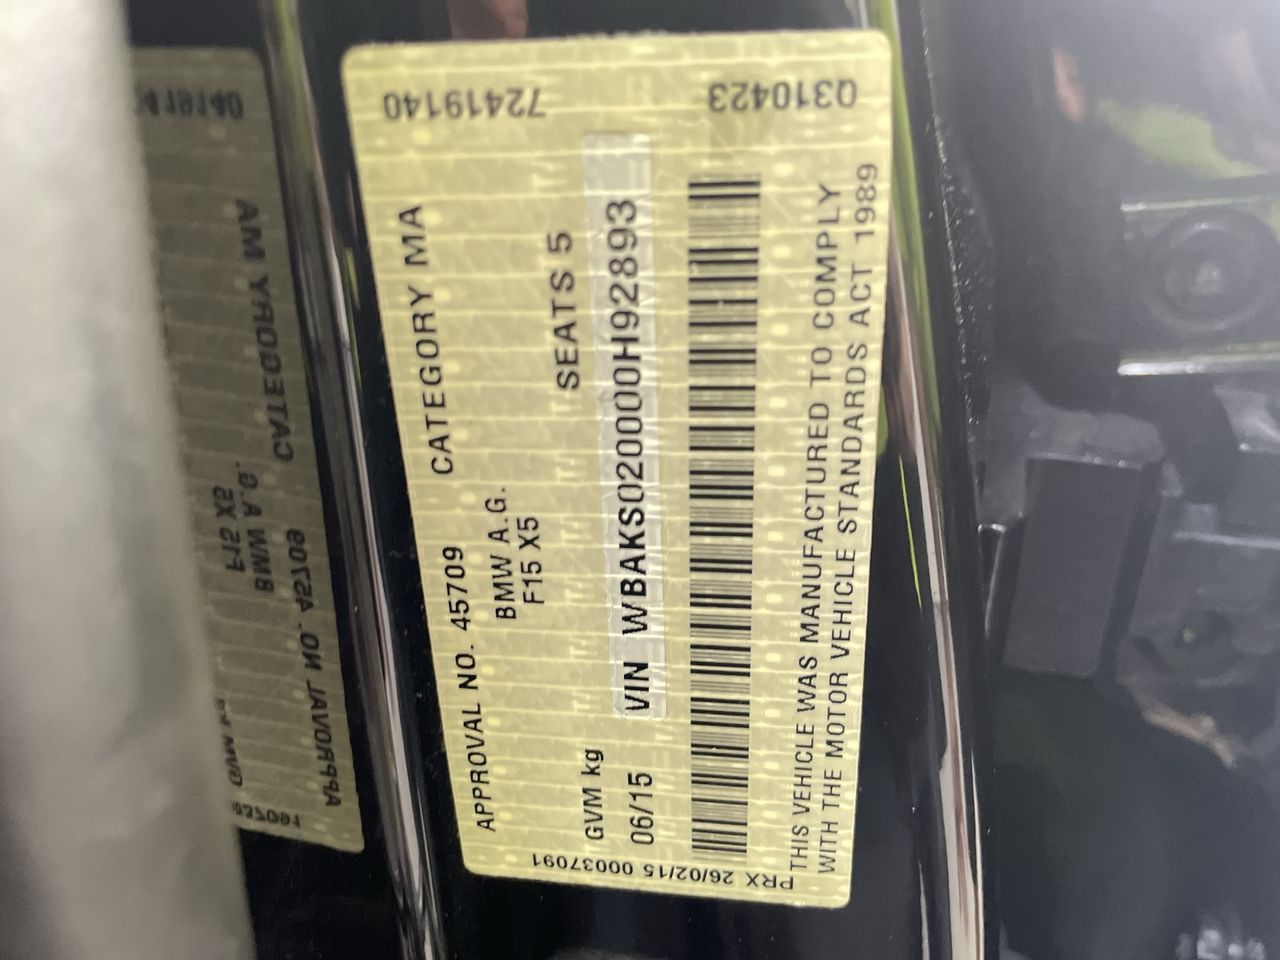 APPROVAL NO. 45709 CATEGORY MA
BMW A.G.
F15 X5
SEATS 5
GVM kg
06/15 VIN WBAKS020000H92893
THIS VEHICLE WAS MANUFACTURED TO COMPLY
WITH THE MOTOR VEHICLE STANDARDS ACT 1989
72419140
Q310423
PRX 26/02/15 00037091